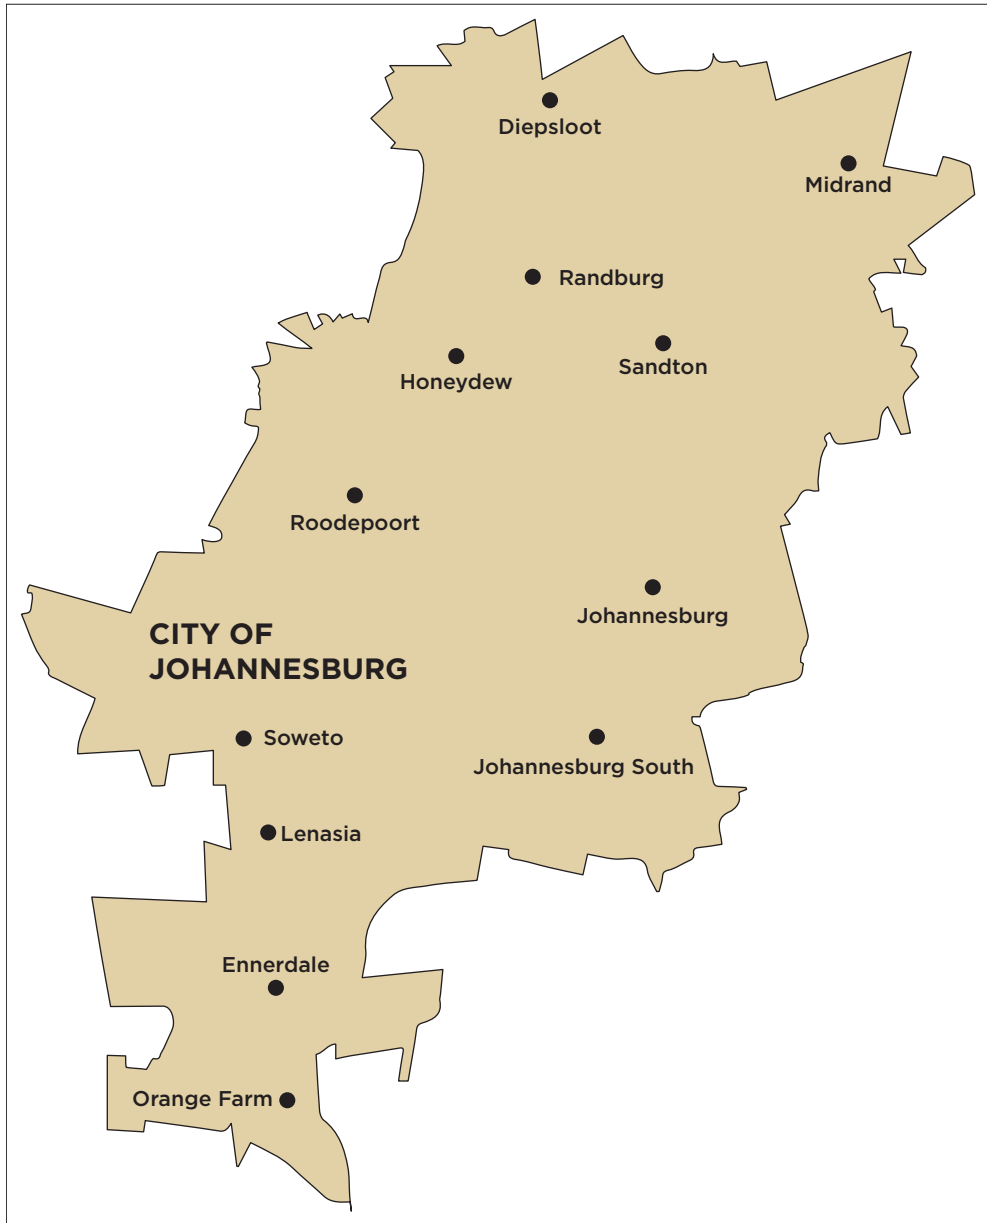 Diepsloot
Midrand
Randburg
Sandton
Honeydew
Roodepoort
Johannesburg
CITY OF
JOHANNESBURG
Soweto
Johannesburg South
Lenasia
Ennerdale
Orange Farm